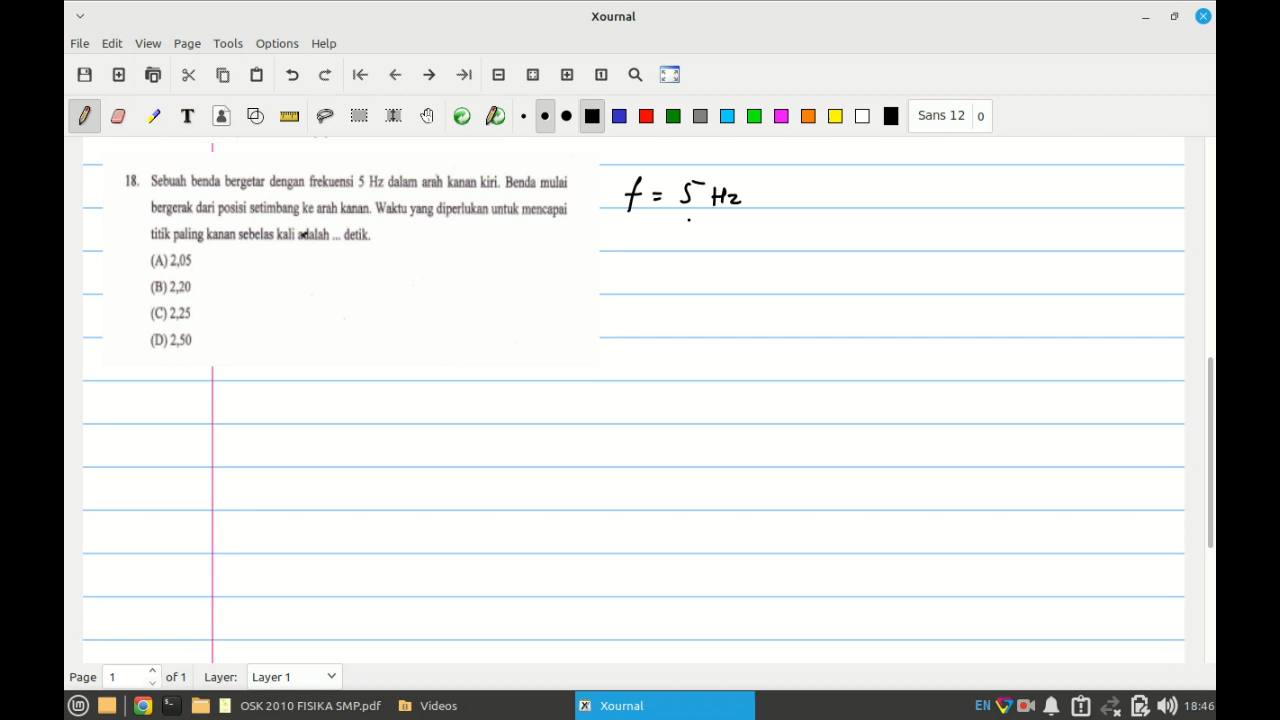 Xournal
File Edit View Page Tools Options Help
Sans 12 0
18. Sebuah benda bergetar dengan frekuensi 5 Hz dalam arah kanan kiri. Benda mulai
bergerak dari posisi setimbang ke arah kanan. Waktu yang diperlukan untuk mencapai
titik paling kanan sebelas kali adalah ... detik.
(A) 2,05
(B) 2,20
(C) 2,25
(D) 2,50
f = 5 Hz
Page 1 of 1 Layer: Layer 1
OSK 2010 FISIKA SMP.pdf Videos Xournal EN 18:46